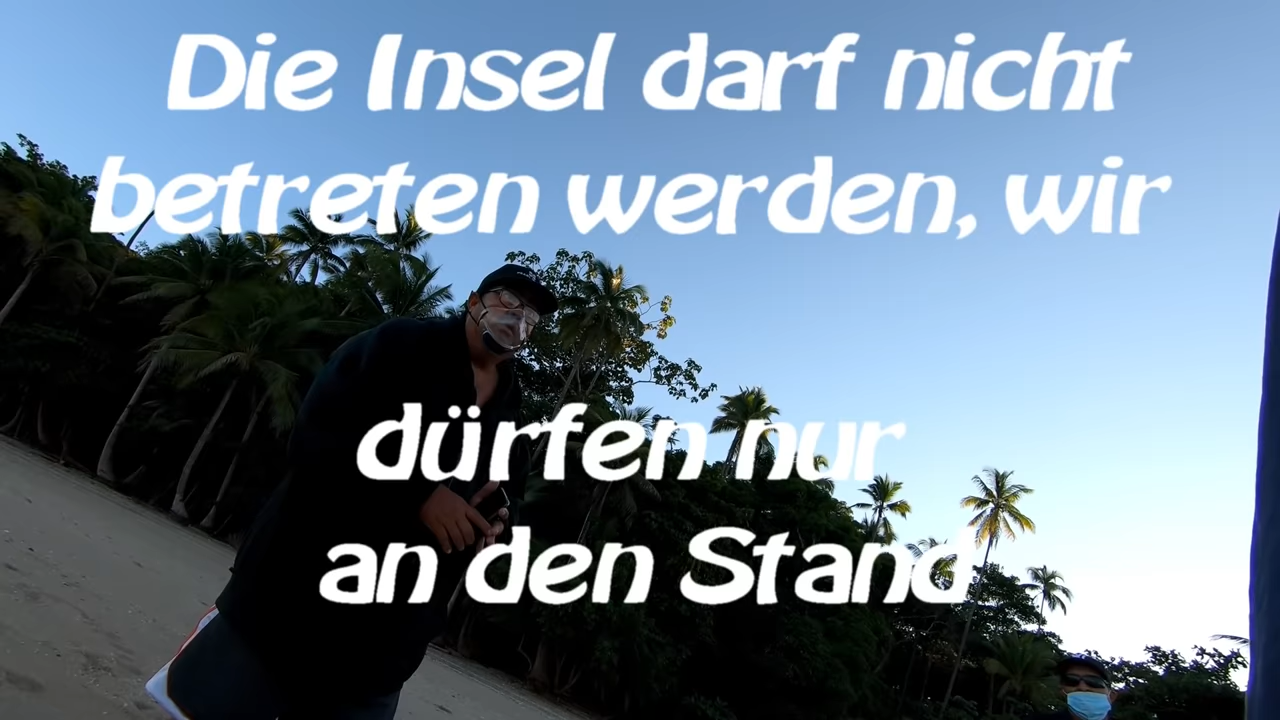 Die Insel darf nicht
betreten werden, wir
dürfen nur
an den Stand